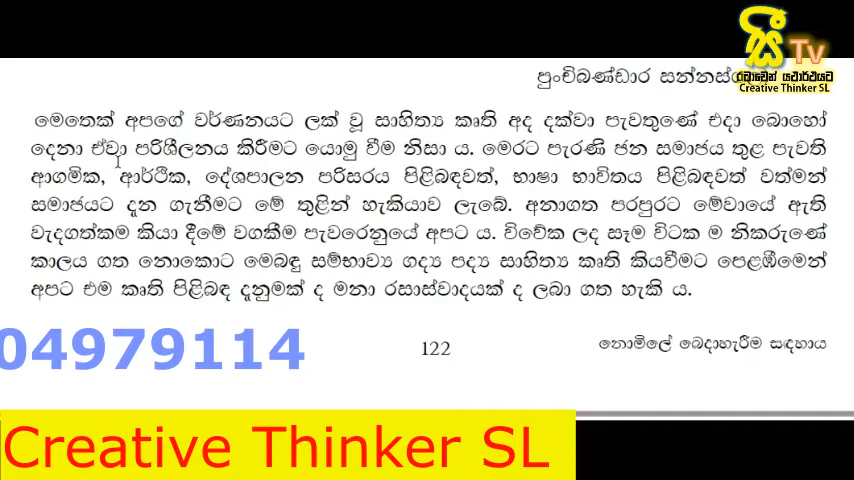 සි Tv
රචාවෙන් යථාර්ථයට
Creative Thinker SL
පුංචිබණ්ඩාර
මෙතෙක් අපගේ වර්ණනයට ලක් වූ සාහිත්‍ය කෘති අද දක්වා පැවතුණේ එදා බොහෝ
දෙනා ඒවා පරිශීලනය කිරීමට යොමු වීම නිසා ය. මෙරට පැරණි ජන සමාජය තුළ පැවති
ආගමික, ආර්ථික, දේශපාලන පරිසරය පිළිබඳවත්, භාෂා භාවිතය පිළිබඳවත් වත්මන්
සමාජයට දැන ගැනීමට මේ තුළින් හැකියාව ලැබේ. අනාගත පරපුරට මේවායේ ඇති
වැදගත්කම කියා දීමේ වගකීම පැවරෙනුයේ අපට ය. විවේක ලද සෑම විටක ම නිකරුණේ
කාලය ගත නොකොට මෙබඳු සම්භාව්‍ය ගද්‍ය පද්‍ය සාහිත්‍ය කෘති කියවීමට පෙළඹීමෙන්
අපට එම කෘති පිළිබඳ දැනුමක් ද මනා රසාස්වාදයක් ද ලබා ගත හැකි ය.
04979114
122
නොමිලේ බෙදාහැරීම සඳහාය
Creative Thinker SL